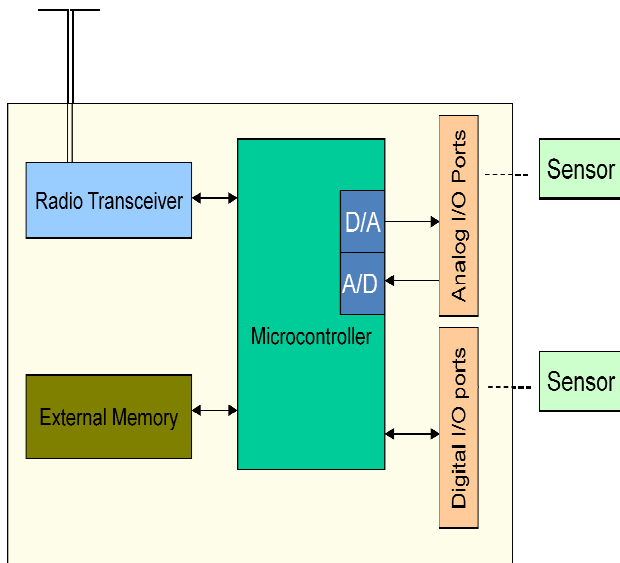 Radio Transceiver
D/A
A/D
Microcontroller
External Memory
Analog I/O Ports
Digital I/O ports
Sensor
Sensor